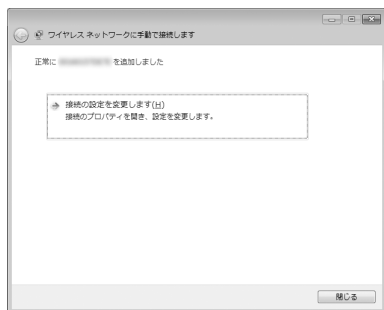 ワイヤレス ネットワークに手動で接続します
正常に を追加しました
接続の設定を変更します(H)
接続のプロパティを開き、設定を変更します。
閉じる